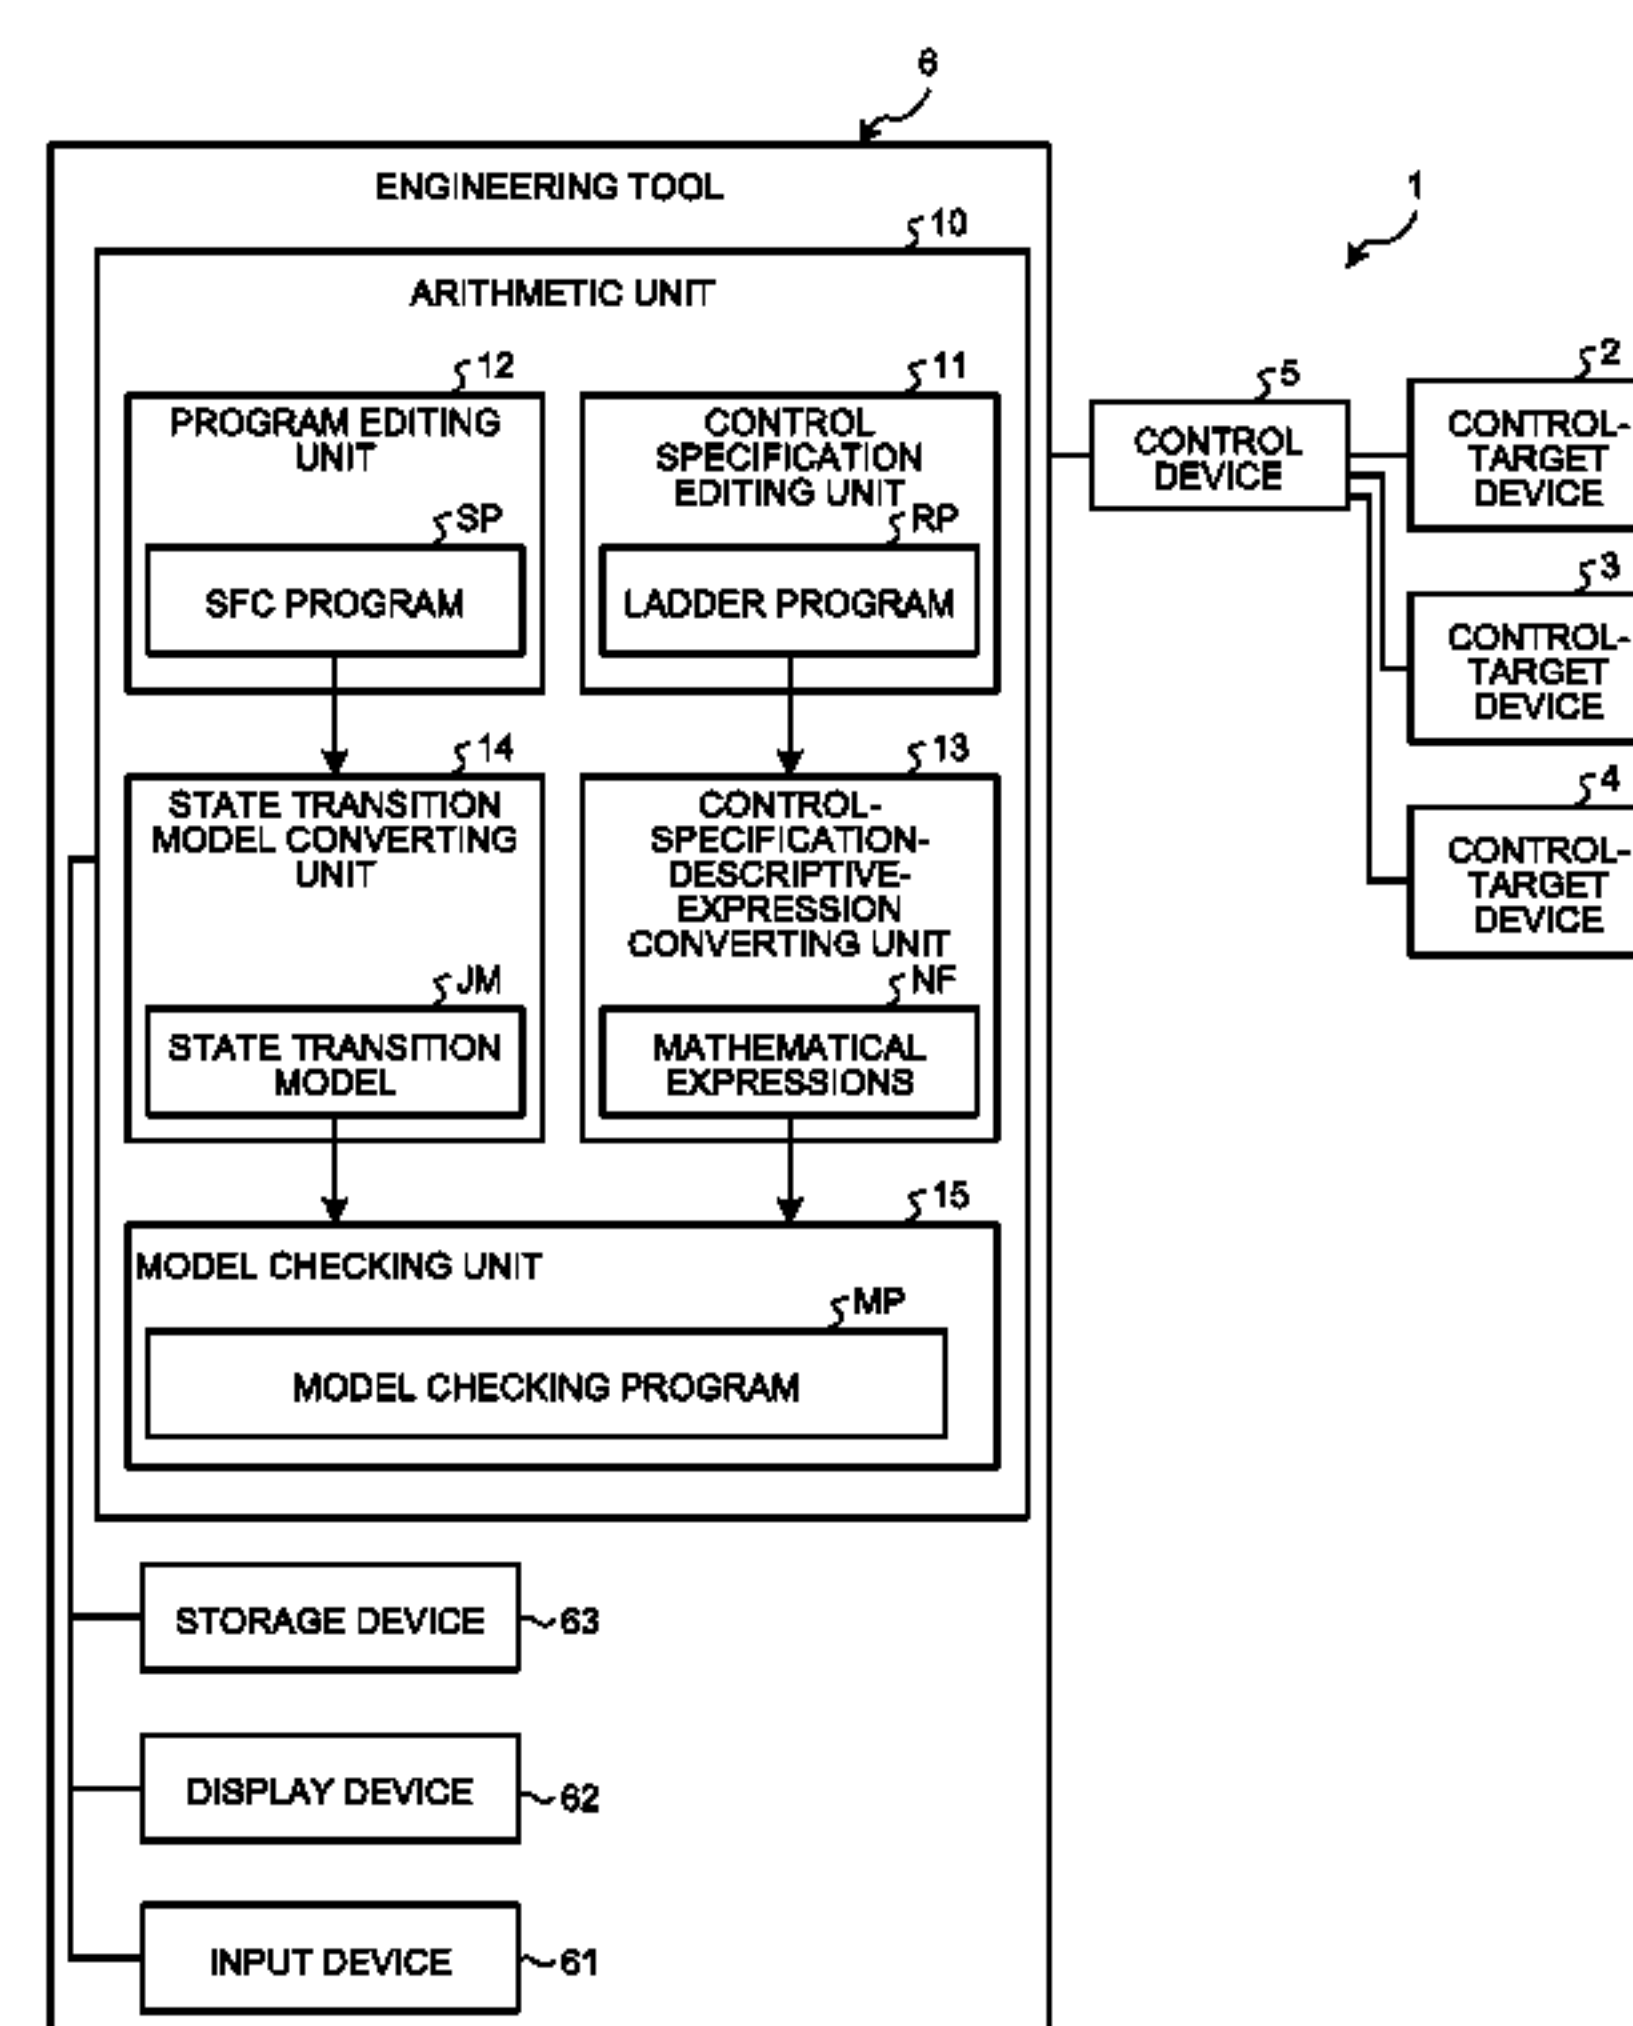 6
ENGINEERING TOOL
1
10
ARITHMETIC UNIT
12
PROGRAM EDITING
UNIT
SP
SFC PROGRAM
11
CONTROL
SPECIFICATION
EDITING UNIT
RP
LADDER PROGRAM
14
STATE TRANSITION
MODEL CONVERTING
UNIT
JM
STATE TRANSITION
MODEL
13
CONTROL-
SPECIFICATION-
DESCRIPTIVE-
EXPRESSION
CONVERTING UNIT
NF
MATHEMATICAL
EXPRESSIONS
15
MODEL CHECKING UNIT
MP
MODEL CHECKING PROGRAM
STORAGE DEVICE
63
DISPLAY DEVICE
62
INPUT DEVICE
61
5
CONTROL
DEVICE
2
CONTROL-
TARGET
DEVICE
3
CONTROL-
TARGET
DEVICE
4
CONTROL-
TARGET
DEVICE